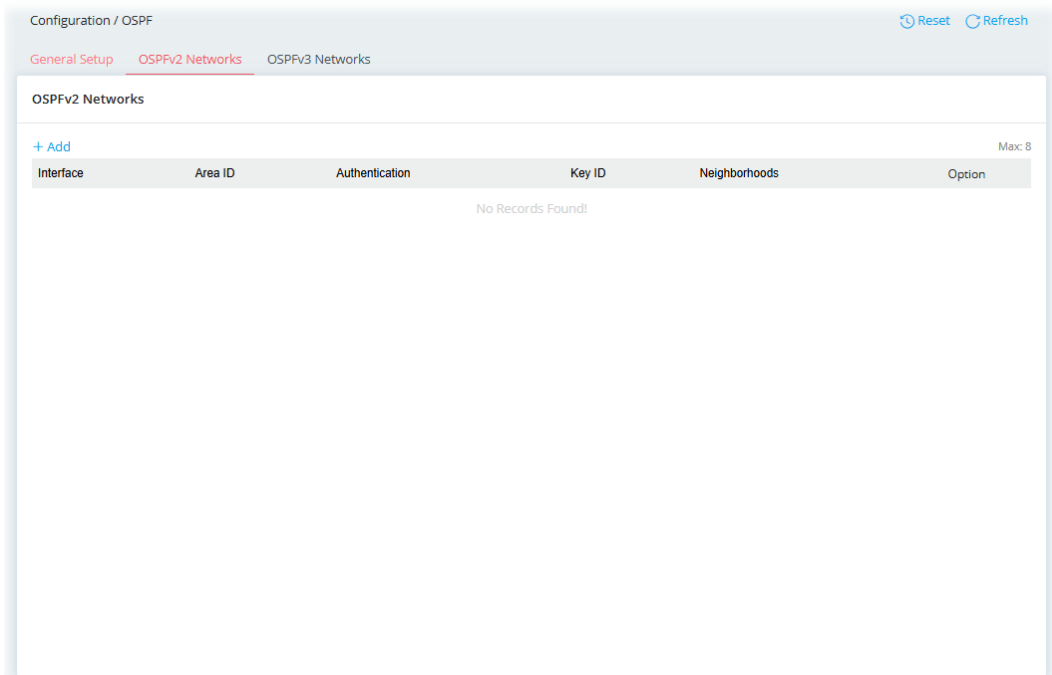 Configuration / OSPF Reset Refresh
General Setup OSPFv2 Networks OSPFv3 Networks
OSPFv2 Networks
+ Add Max: 8
Interface Area ID Authentication Key ID Neighborhoods Option
No Records Found!